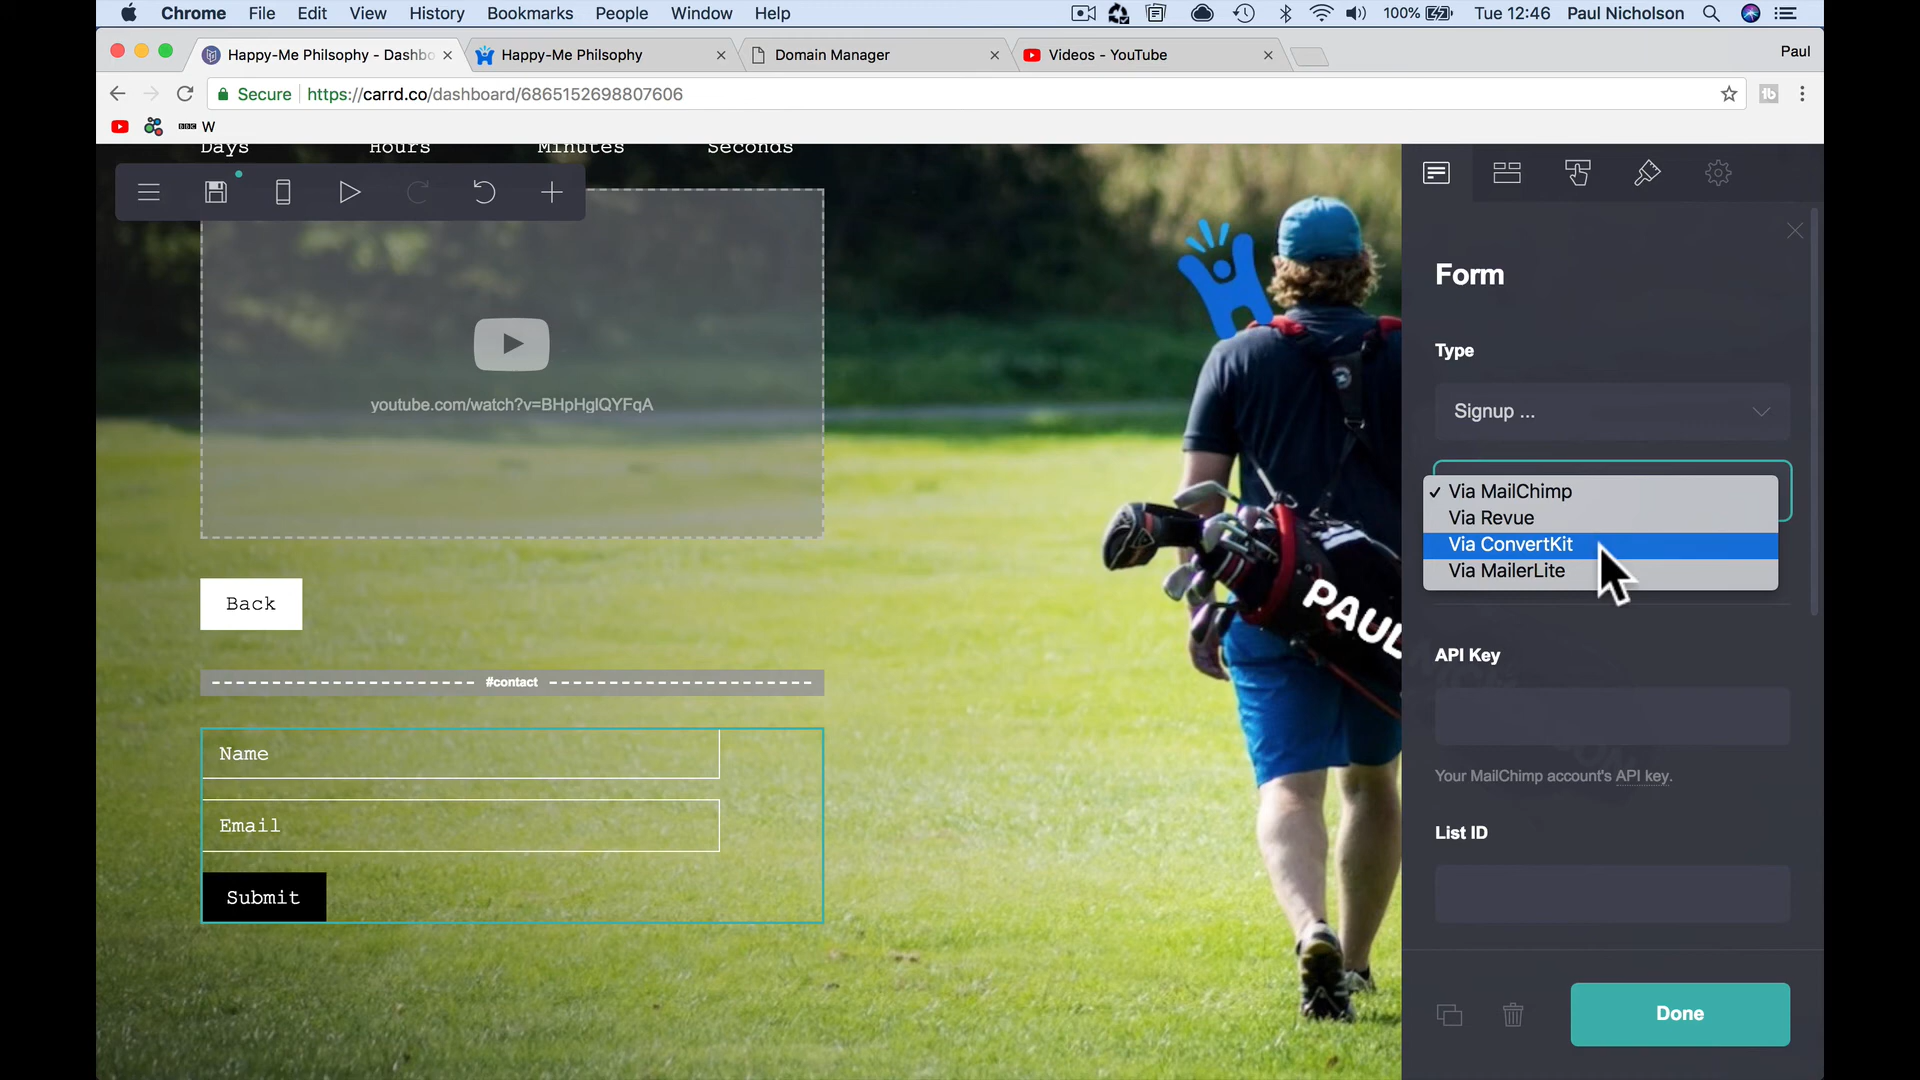 Chrome File Edit View History Bookmarks People Window Help 100% Tue 12:46 Paul Nicholson
Happy-Me Philsophy - Dashbo
Happy-Me Philsophy
Domain Manager
Videos - YouTube
Paul
Secure https://carrd.co/dashboard/6865152698807606
BBC W
Days Hours Minutes Seconds
youtube.com/watch?v=BHpHglQYFqA
Back
#contact
Name
Email
Submit
PAUL
Form
Type
Signup ...
✓ Via MailChimp
Via Revue
Via ConvertKit
Via MailerLite
API Key
Your MailChimp account's API key.
List ID
Done